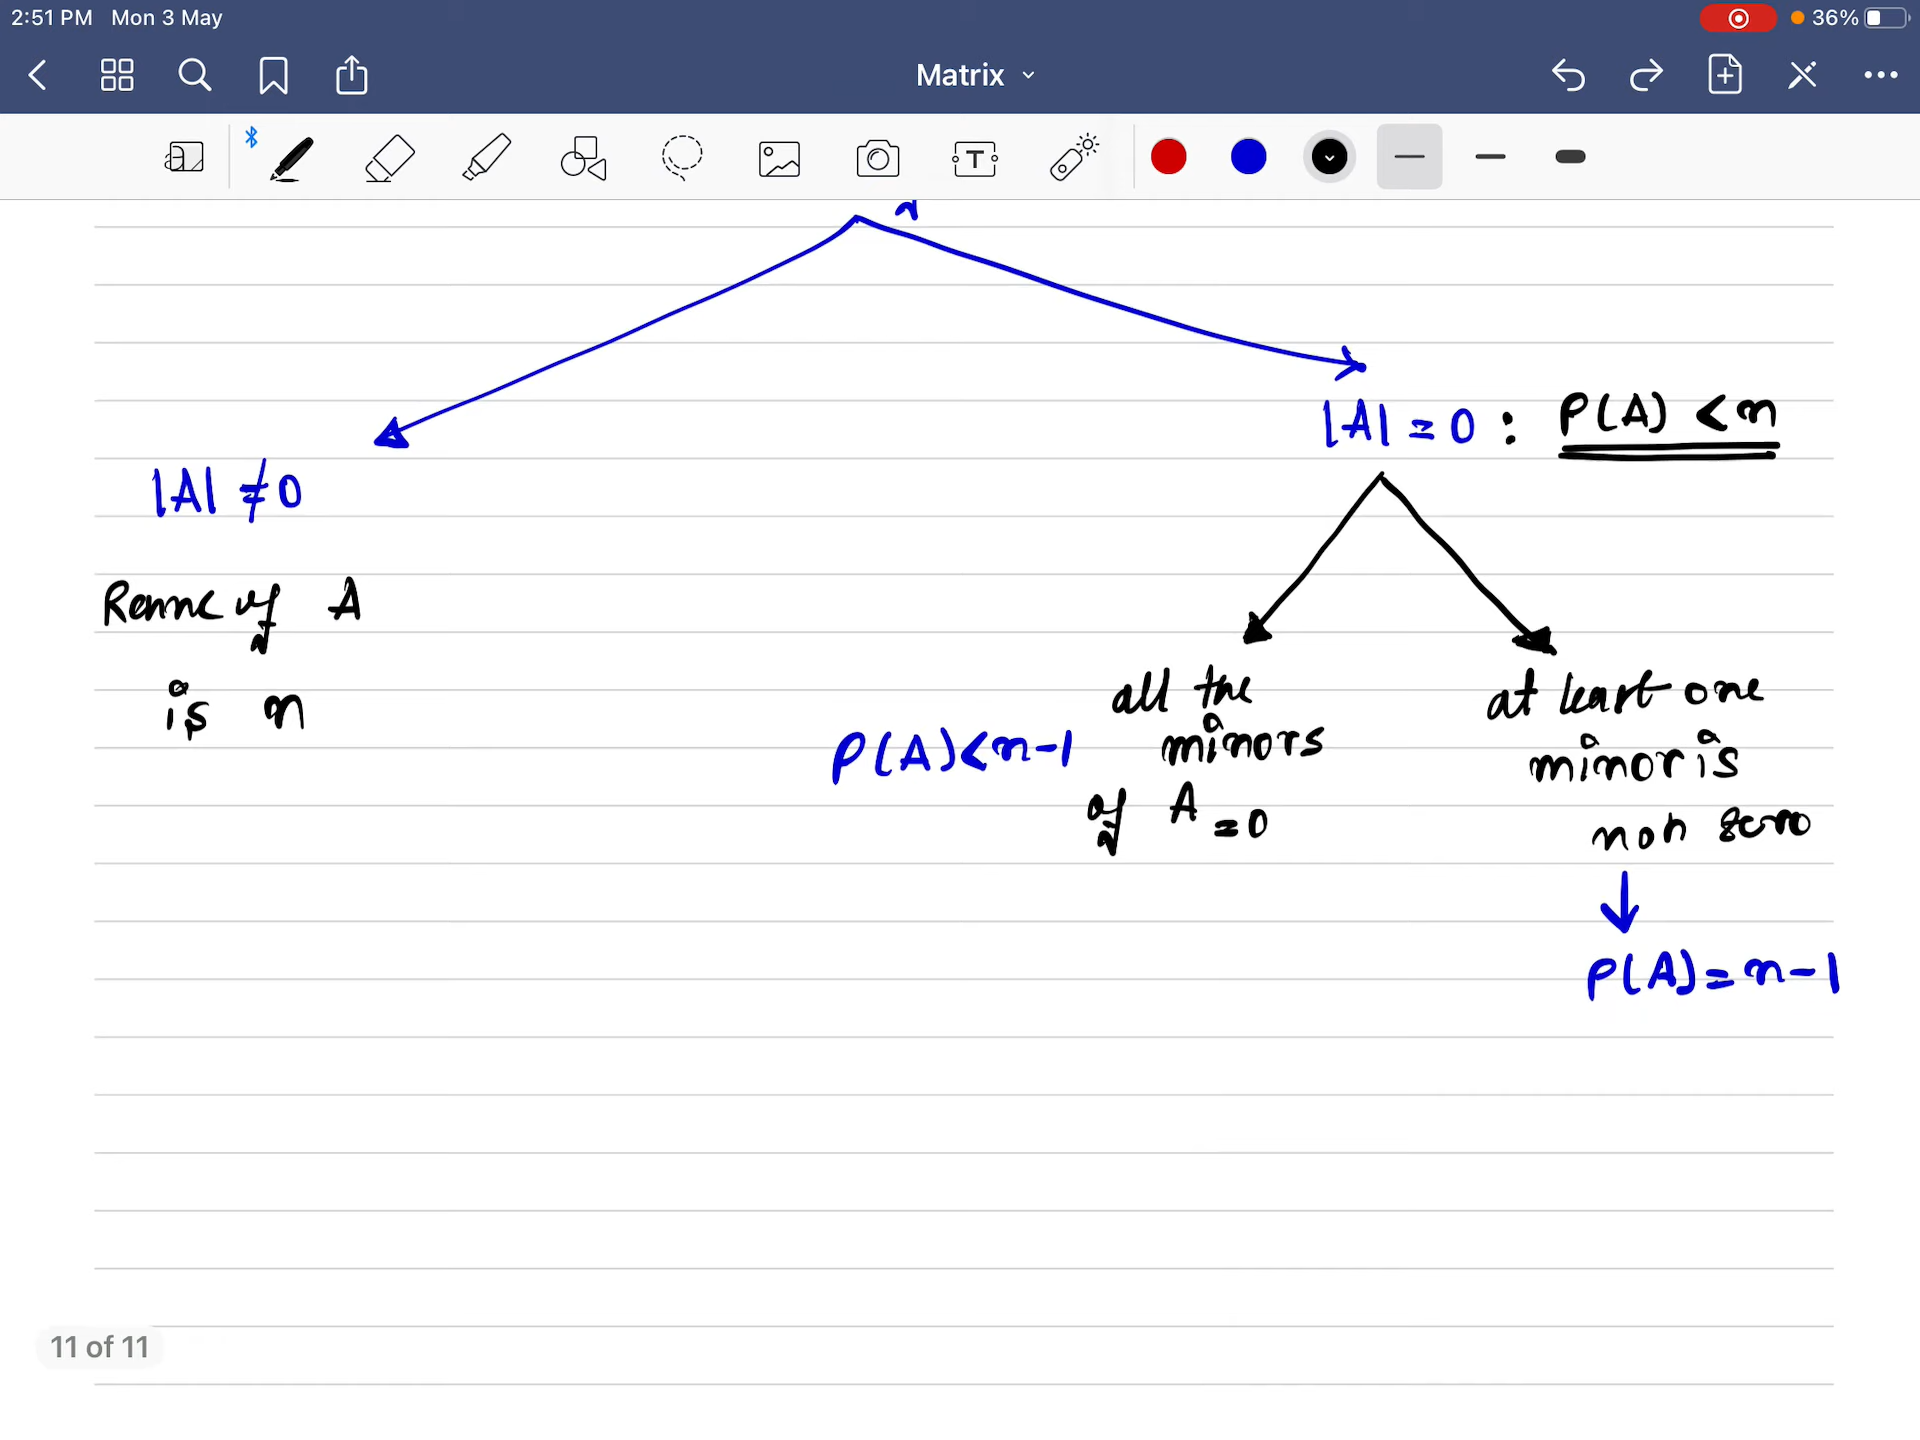 2:51 PM Mon 3 May
36%
Matrix
|A| = 0 : ρ(A) < n
|A| ≠ 0
of A
is n
all the
minors
of A = 0
ρ(A) < n-1
at least one
minor is
non zero
ρ(A) = n-1
11 of 11